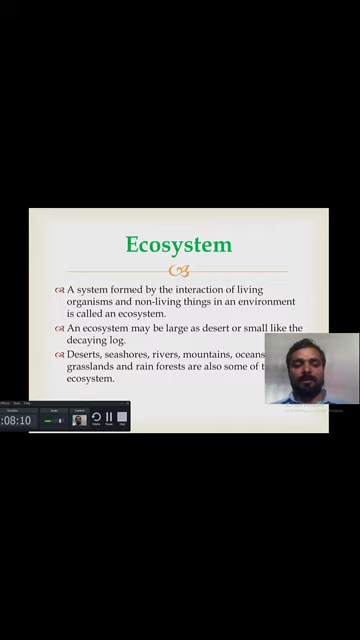 Ecosystem
A system formed by the interaction of living
organisms and non-living things in an environment
is called an ecosystem.
An ecosystem may be large as desert or small like the
decaying log.
Deserts, seashores, rivers, mountains, oceans
grasslands and rain forests are also some of t
ecosystem.
:08:10